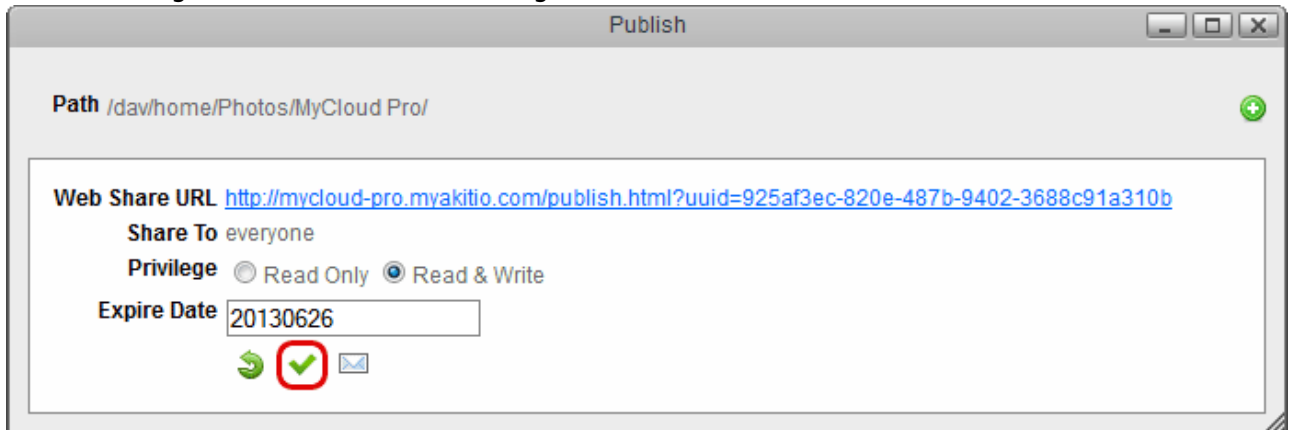 Publish
Path /dav/home/Photos/MyCloud Pro/
Web Share URL http://mycloud-pro.myakitio.com/publish.html?uuid=925af3ec-820e-487b-9402-3688c91a310b
Share To everyone
Privilege Read Only Read & Write
Expire Date 20130626